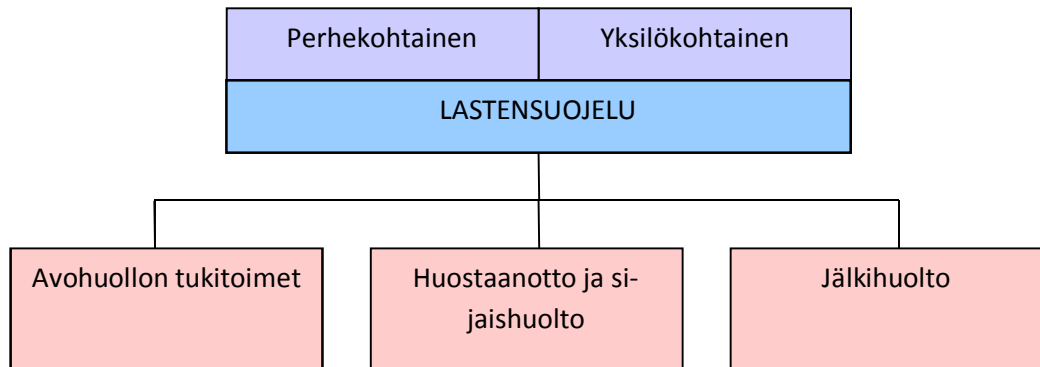 Perhekohtainen Yksilökohtainen
LASTENSUOJELU
Avohuollon tukitoimet
Huostaanotto ja si-
jaishuolto
Jälkihuolto